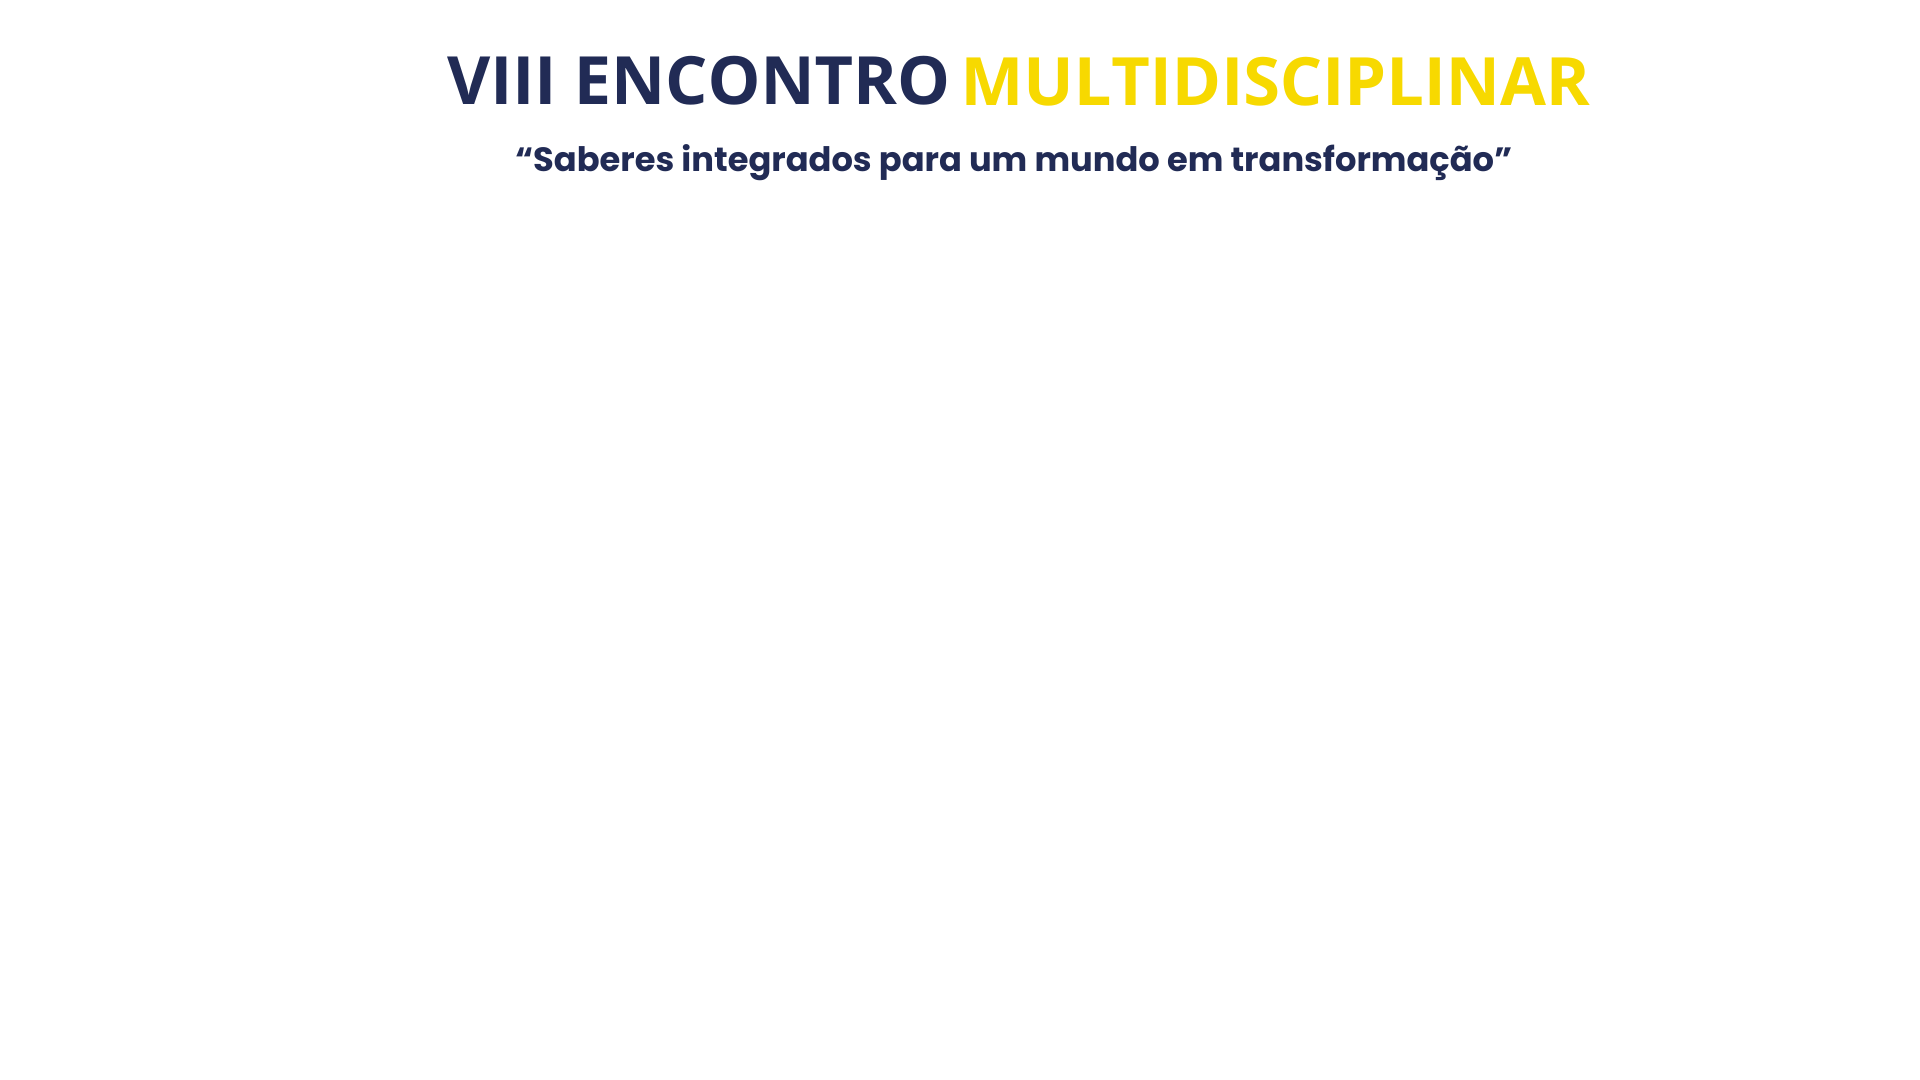 VIII ENCONTRO MULTIDISCIPLINAR
“Saberes integrados para um mundo em transformação”